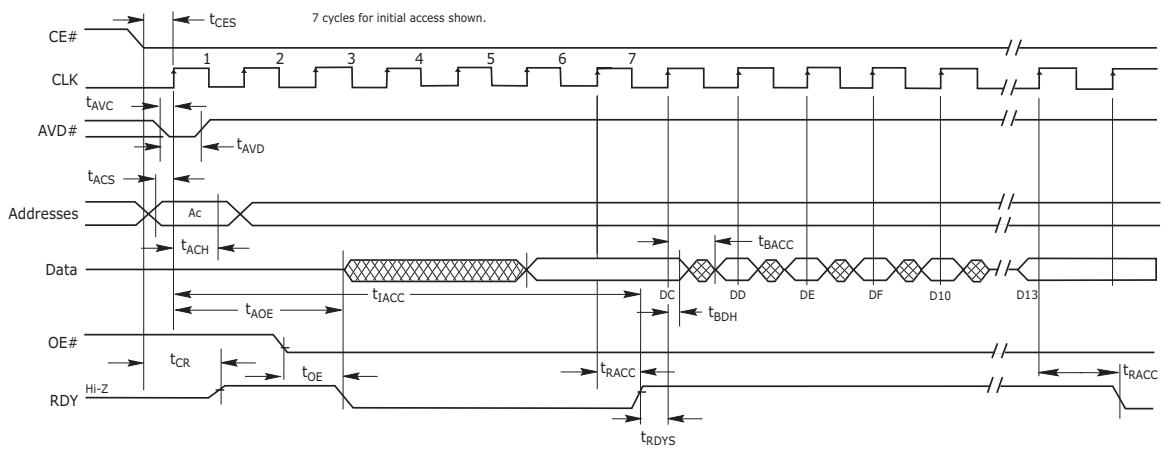 tCES
7 cycles for initial access shown.
CE#
1 2 3 4 5 6 7
CLK
tAVC
AVD#
tAVD
tACS
Addresses
Ac
tACH
tBACC
Data
tIACC
DC DD DE DF D10 D13
tAOE
tBDH
OE#
tCR
tOE
tRACC
tRACC
Hi-Z
RDY
tRDYS